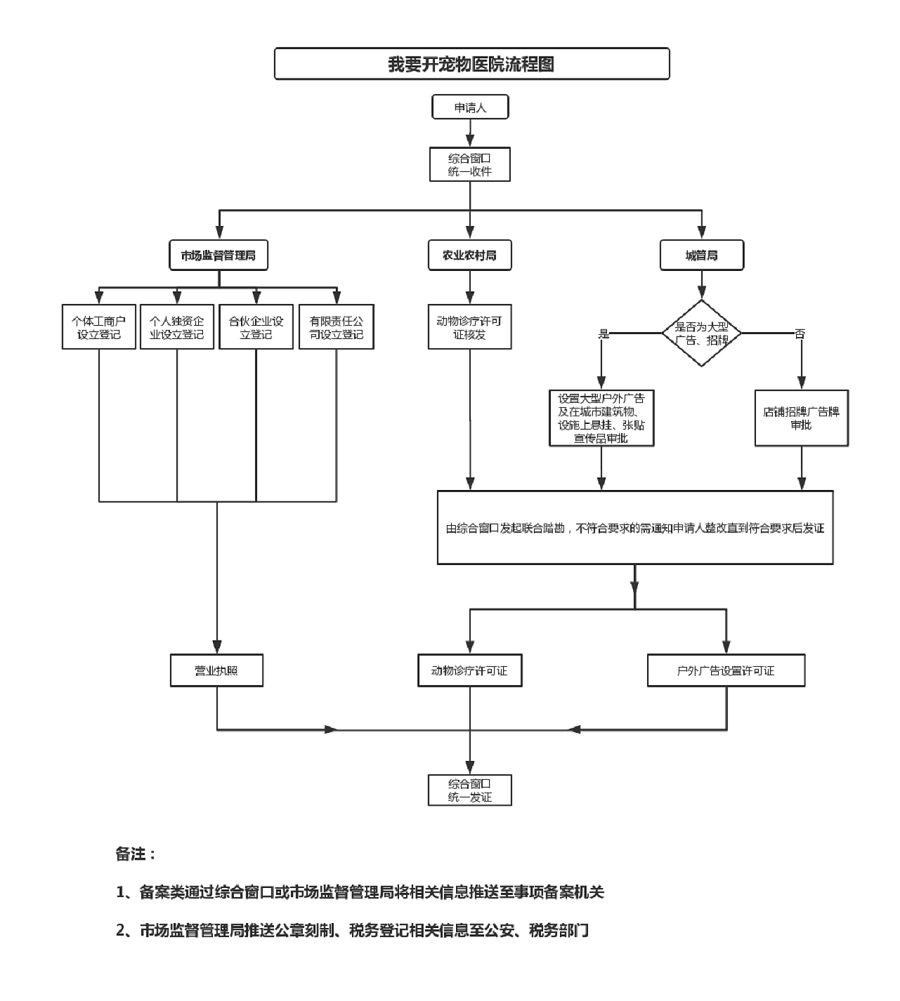 我要开宠物医院流程图
申请人
综合窗口
统一收件
市场监督管理局
农业农村局
城管局
个体工商户
设立登记
个人独资企
业设立登记
合伙企业设
立登记
有限责任公
司设立登记
动物诊疗许可
证核发
是否为大型
广告、招牌
是
否
设置大型户外广告
及在城市建筑物、
设施上悬挂、张贴
宣传品审批
店铺招牌广告牌
审批
由综合窗口发起联合踏勘，不符合要求的需通知申请人整改直到符合要求后发证
营业执照
动物诊疗许可证
户外广告设置许可证
综合窗口
统一发证
备注：
1、备案类通过综合窗口或市场监督管理局将相关信息推送至事项备案机关
2、市场监督管理局推送公章刻制、税务登记相关信息至公安、税务部门